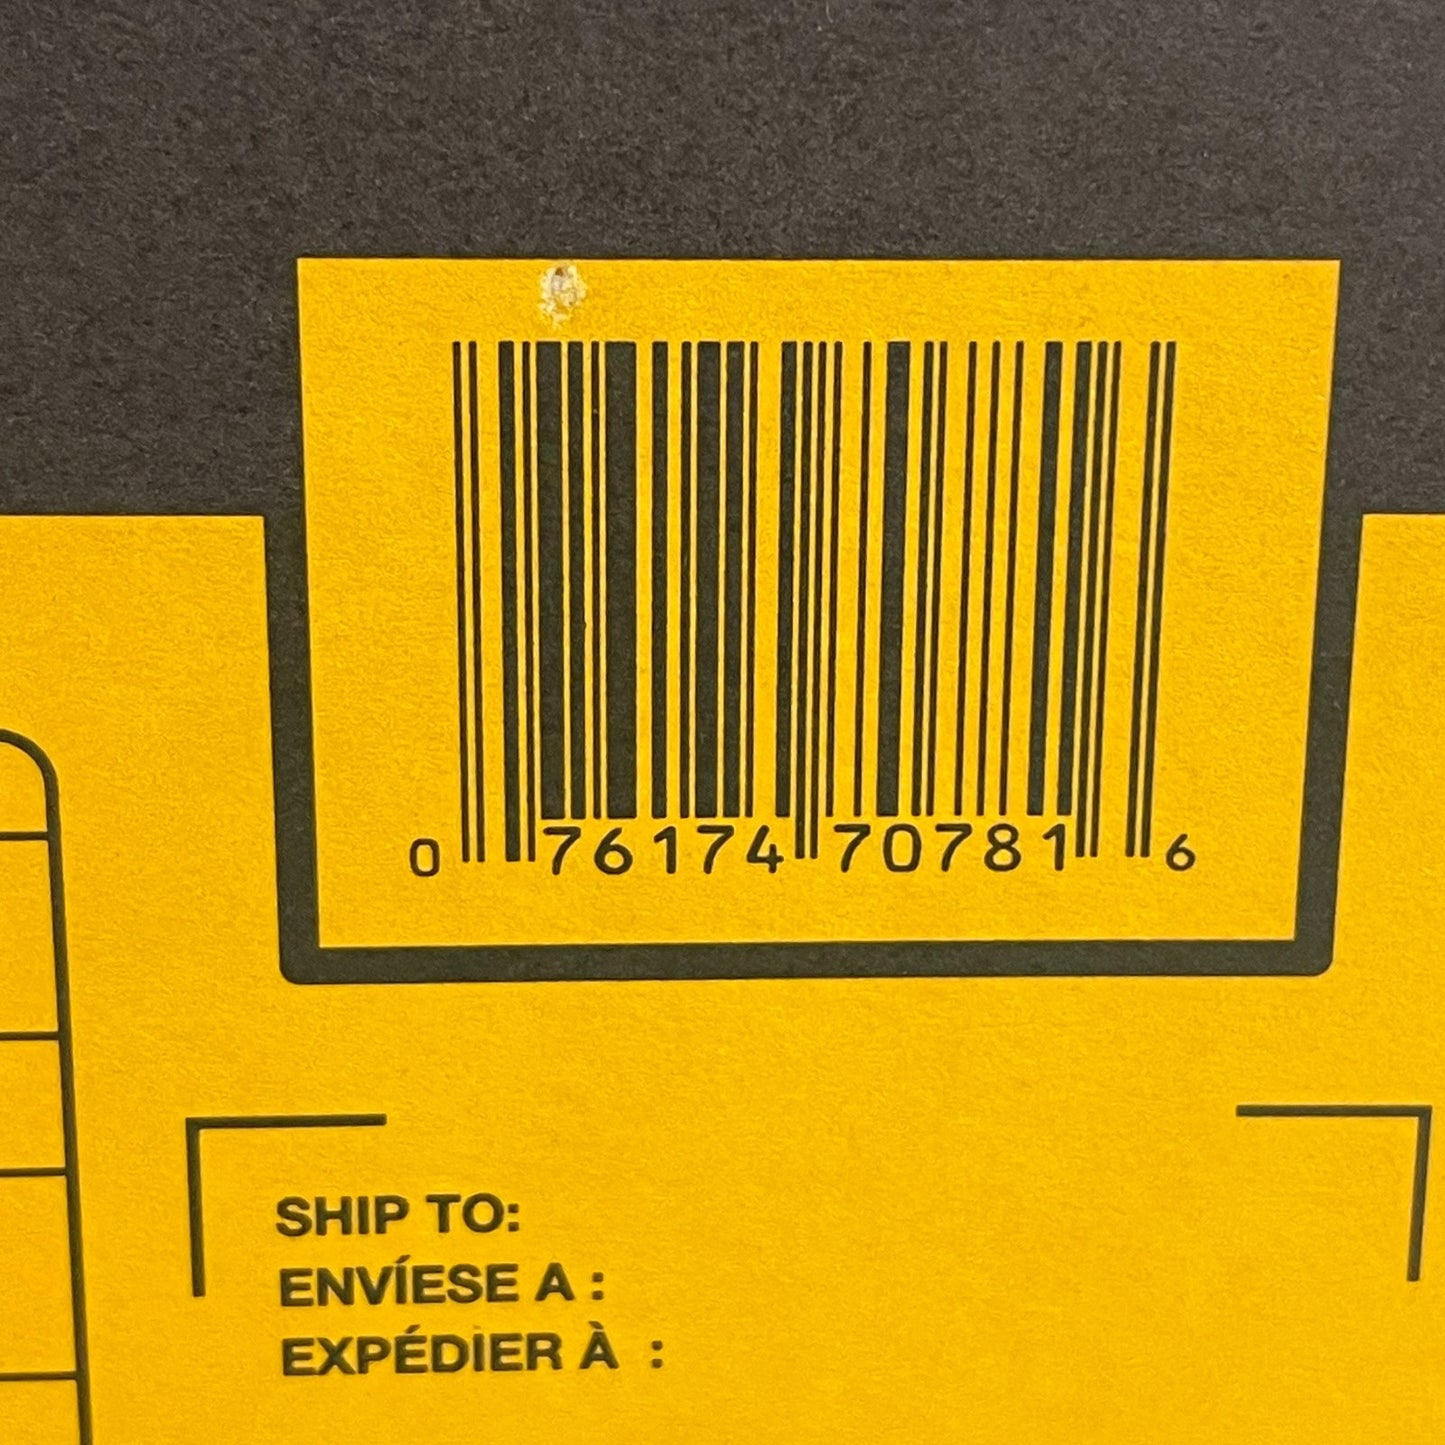 0 76174 70781 6
SHIP TO:
ENVÍESE A :
EXPÉDIER À :